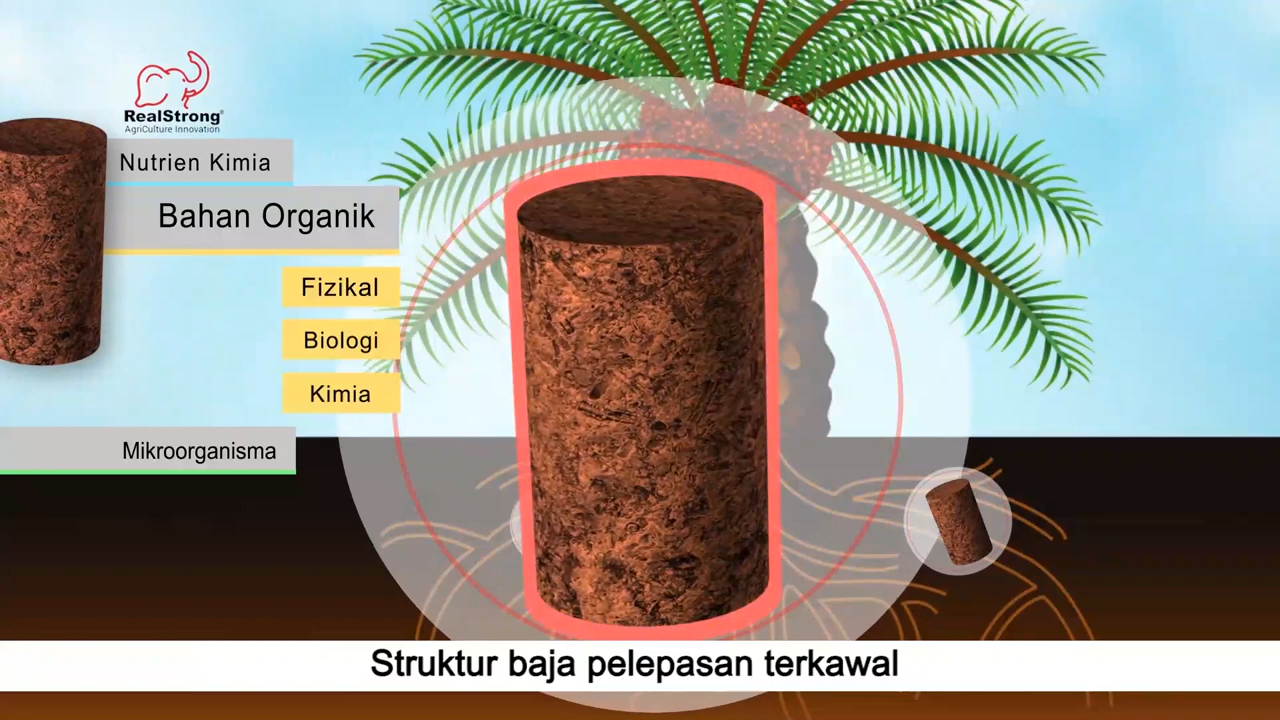 RealStrong®
AgriCulture Innovation
Nutrien Kimia
Bahan Organik
Fizikal
Biologi
Kimia
Mikroorganisma
Struktur baja pelepasan terkawal